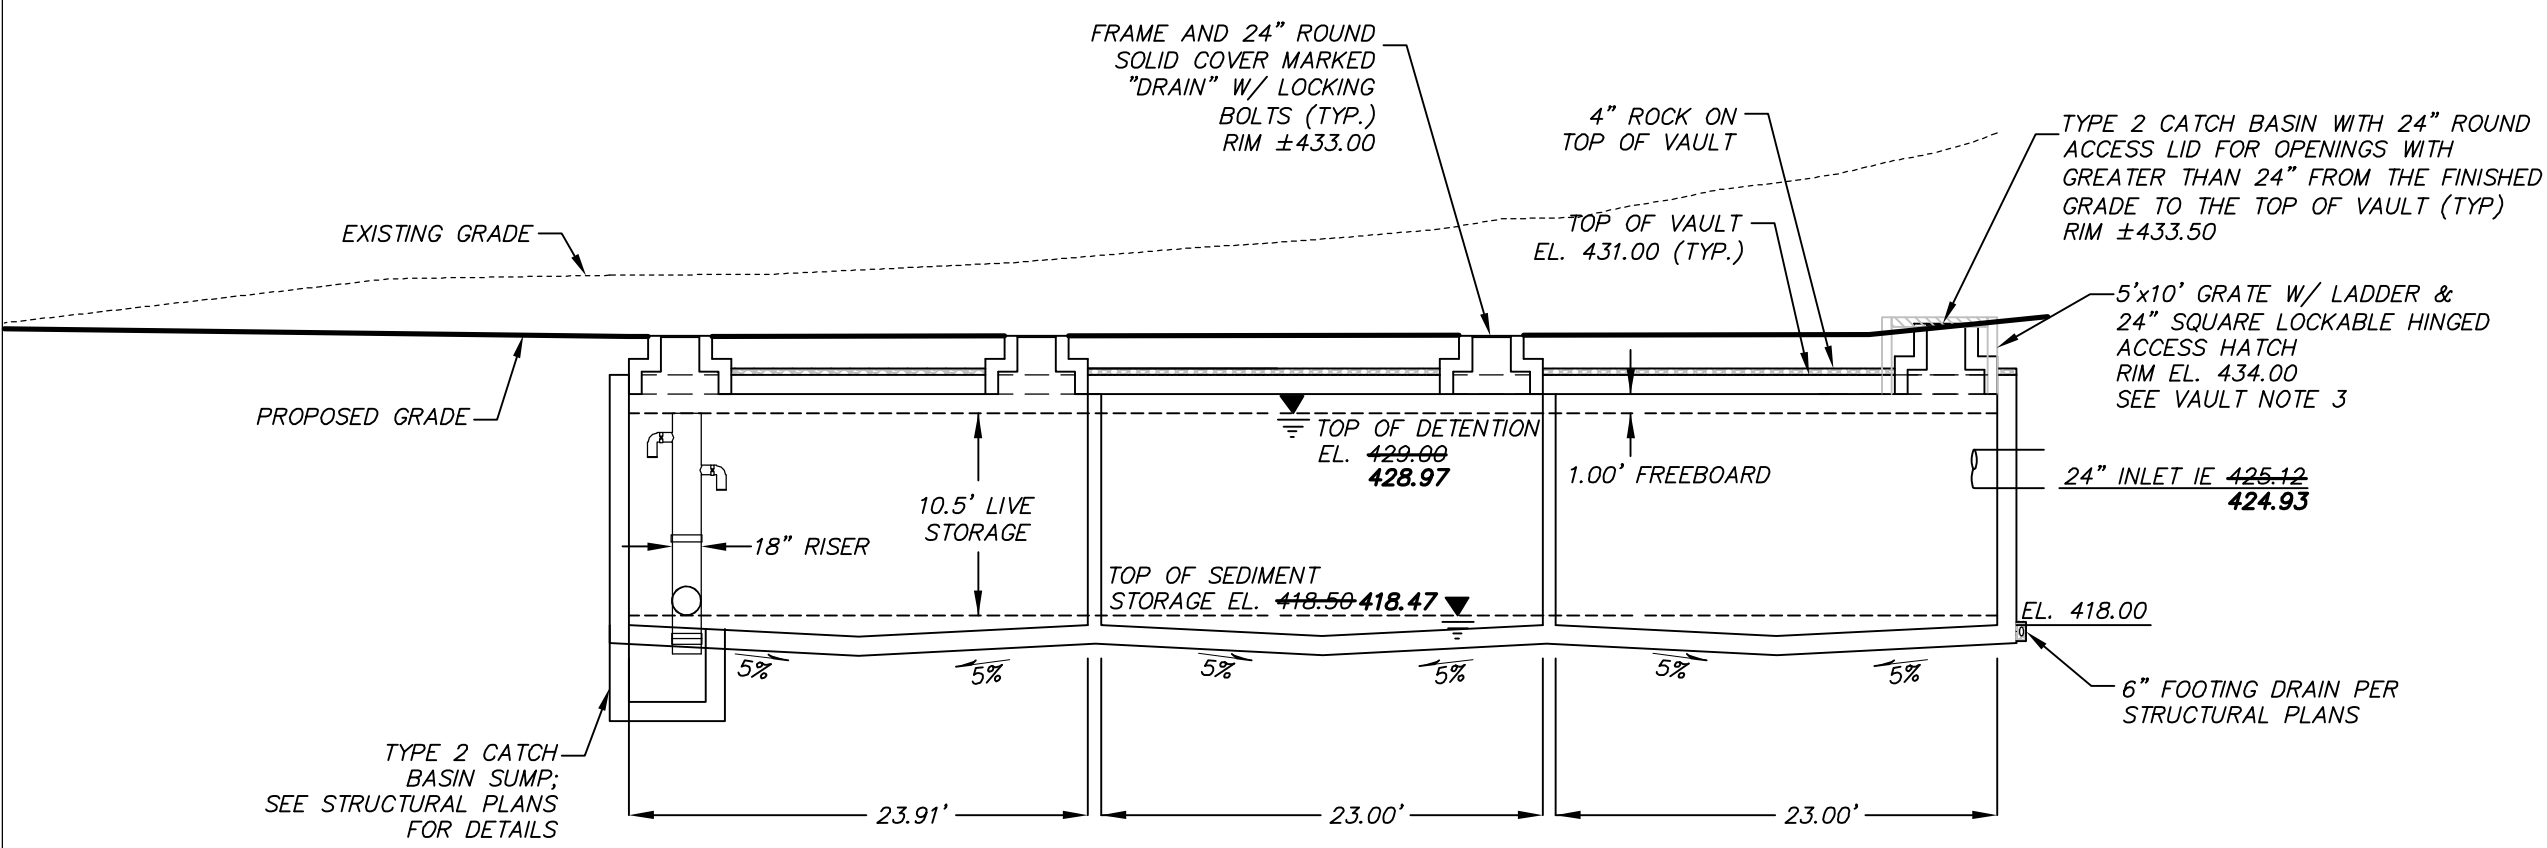 FRAME AND 24" ROUND
SOLID COVER MARKED
"DRAIN" W/ LOCKING
BOLTS (TYP.)
RIM ±433.00
4" ROCK ON
TOP OF VAULT
TYPE 2 CATCH BASIN WITH 24" ROUND
ACCESS LID FOR OPENINGS WITH
GREATER THAN 24" FROM THE FINISHED
GRADE TO THE TOP OF VAULT (TYP)
RIM ±433.50
EXISTING GRADE
TOP OF VAULT
EL. 431.00 (TYP.)
5'x10' GRATE W/ LADDER &
24" SQUARE LOCKABLE HINGED
ACCESS HATCH
RIM EL. 434.00
SEE VAULT NOTE 3
PROPOSED GRADE
TOP OF DETENTION
EL. 429.00
428.97
1.00' FREEBOARD
24" INLET IE 425.12
424.93
10.5' LIVE
STORAGE
18" RISER
TOP OF SEDIMENT
STORAGE EL. 418.50 418.47
EL. 418.00
5%
5%
5%
5%
5%
5%
6" FOOTING DRAIN PER
STRUCTURAL PLANS
TYPE 2 CATCH
BASIN SUMP;
SEE STRUCTURAL PLANS
FOR DETAILS
23.91'
23.00'
23.00'